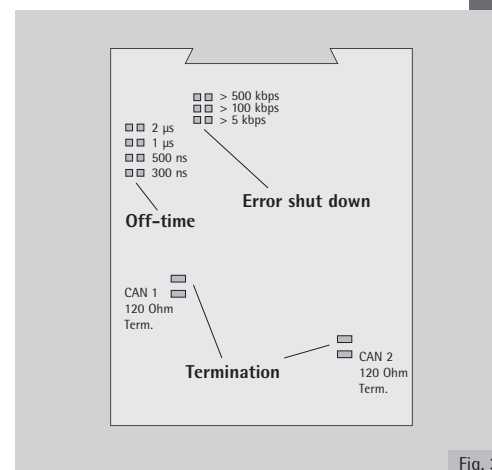 > 500 kbps
> 100 kbps
> 5 kbps
2 µs
1 µs
500 ns
300 ns
Error shut down
Off-time
CAN 1
120 Ohm
Term.
Termination
CAN 2
120 Ohm
Term.
Fig.